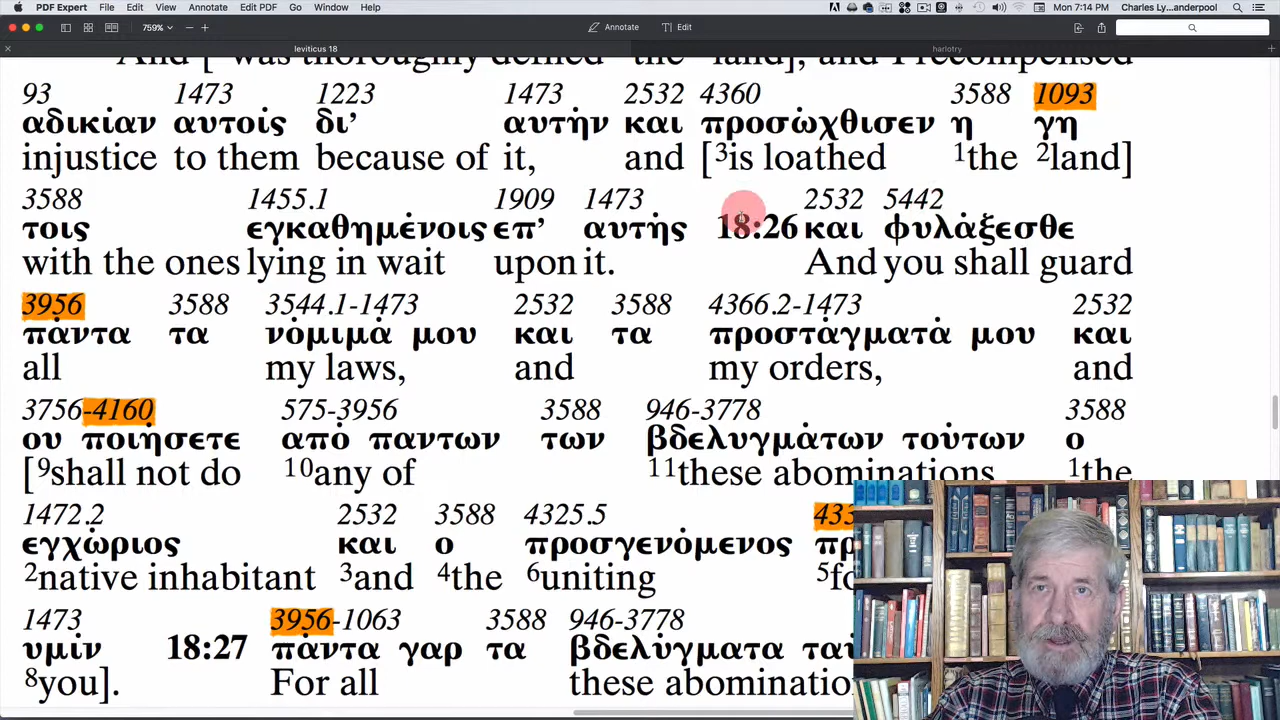 PDF Expert File Edit View Annotate Edit PDF Go Window Help Mon 7:14 PM Charles Ly...anderpool
759% Annotate Edit
leviticus 18 harlotry
93 1473 1223 1473 2532 4360 3588 1093
αδικίαν αυτοίς δι’ αυτήν και προσώχθισεν η γη
injustice to them because of it, and [3is loathed 1the 2land]
3588 1455.1 1909 1473 2532 5442
τοις εγκαθημένοις επ’ αυτής 18:26 και φυλάξεσθε
with the ones lying in wait upon it. And you shall guard
3956 3588 3544.1-1473 2532 3588 4366.2-1473 2532
πάντα τα νόμιμά μου και τα προστάγματά μου και
all my laws, and my orders, and
3756-4160 575-3956 3588 946-3778 3588
ου ποιήσετε από παντων των βδελυγμάτων τούτων ο
[9shall not do 10any of 11these abominations 1the
1472.2 2532 3588 4325.5
εγχώριος και ο προσγενόμενος
2native inhabitant 3and 4the 6uniting
1473 3956-1063 3588 946-3778
υμίν 18:27 πάντα γαρ τα βδελύγματα
8you]. For all these